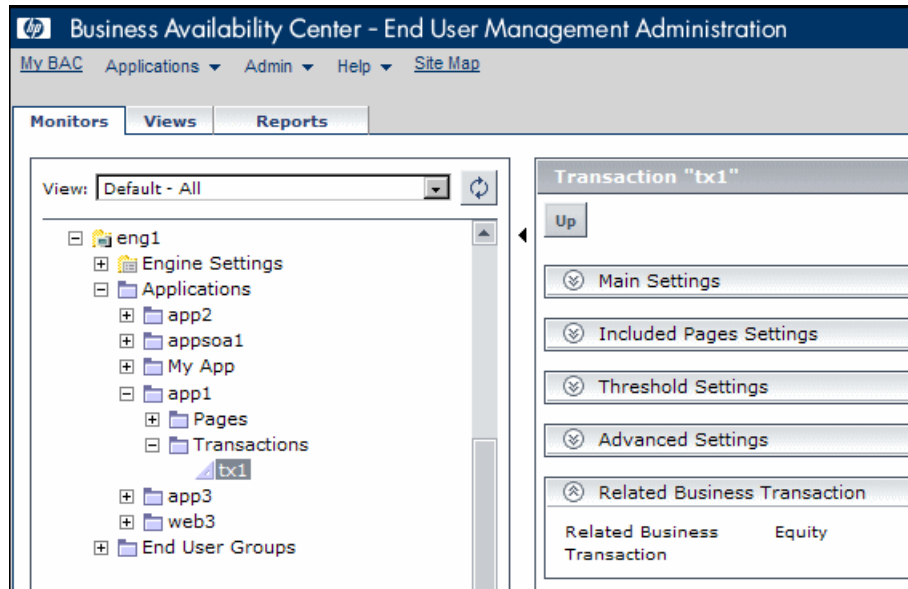 hp Business Availability Center - End User Management Administration
My BAC Applications Admin Help Site Map
Monitors Views Reports
View: Default - All
eng1
Engine Settings
Applications
app2
appsoa1
My App
app1
Pages
Transactions
tx1
app3
web3
End User Groups
Transaction "tx1"
Up
Main Settings
Included Pages Settings
Threshold Settings
Advanced Settings
Related Business Transaction
Related Business Equity
Transaction